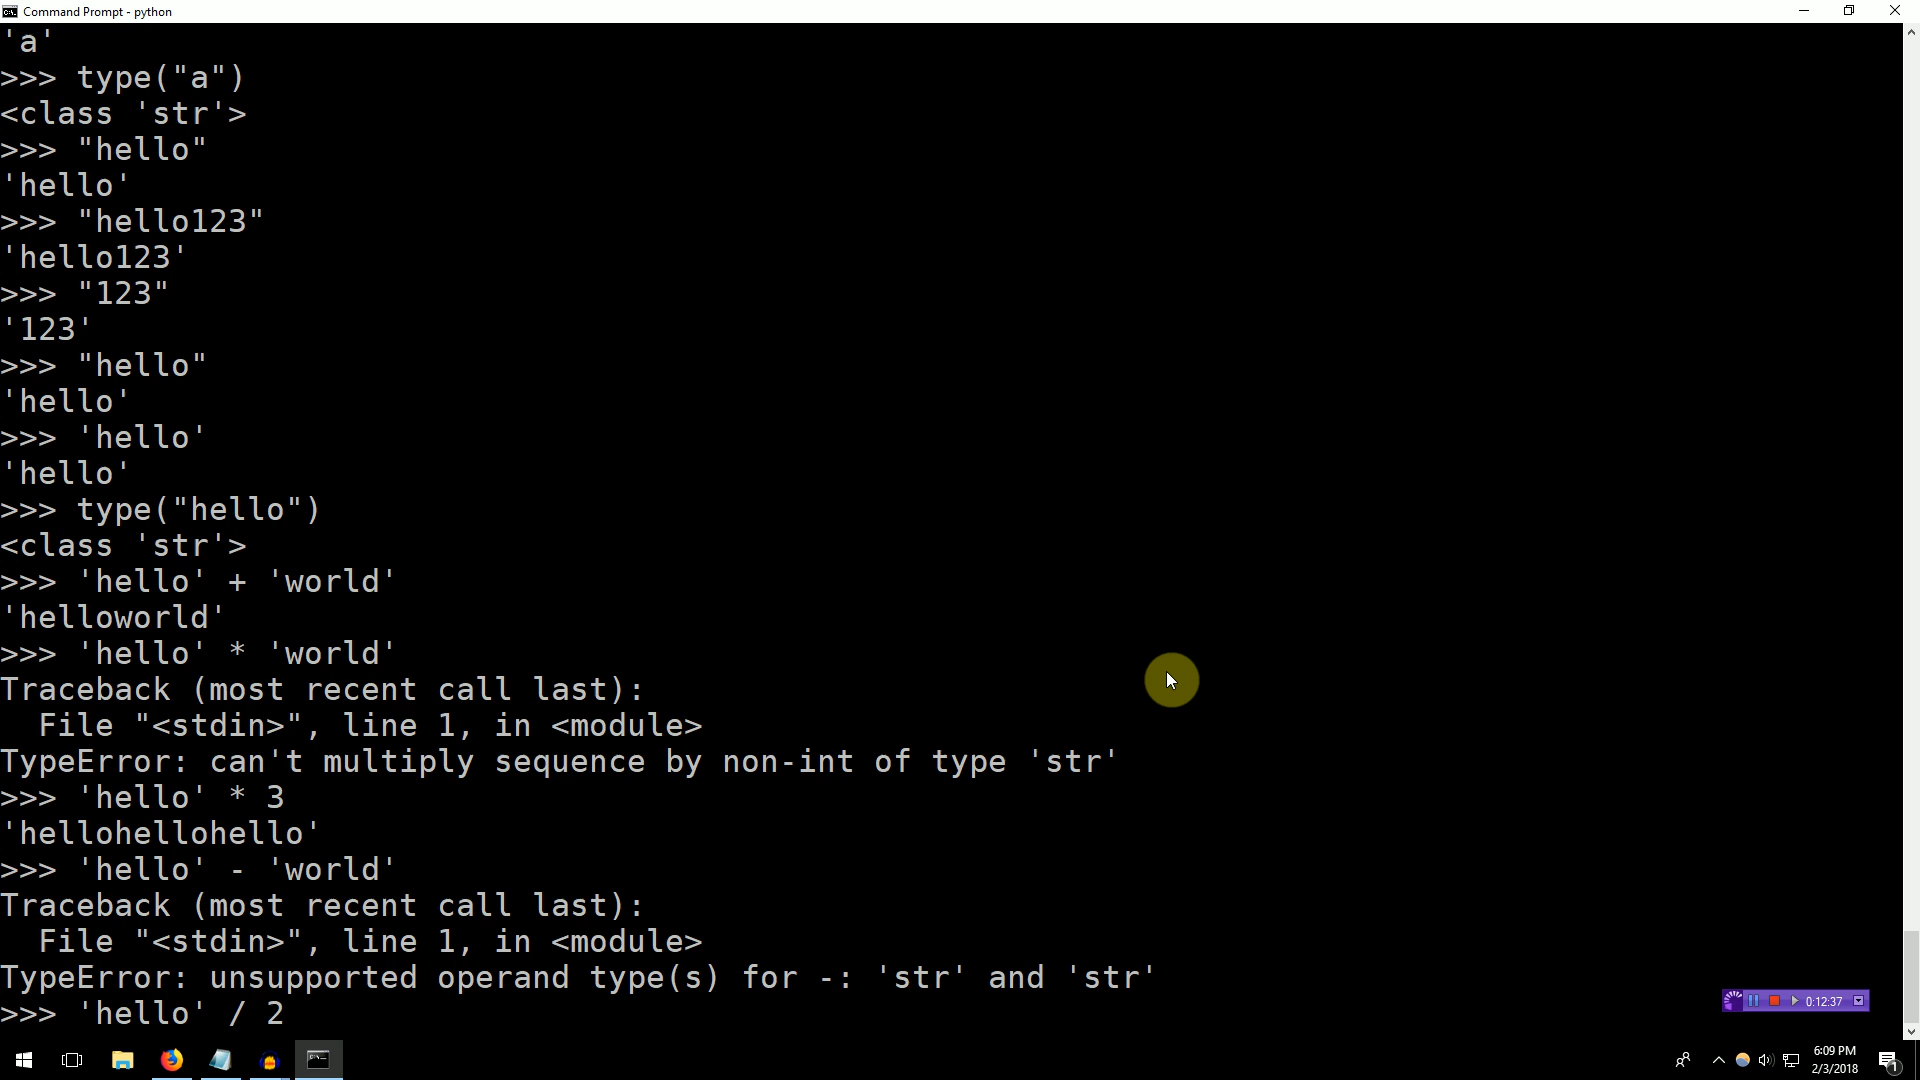 Command Prompt - python
'a'
>>> type("a")
<class 'str'>
>>> "hello"
'hello'
>>> "hello123"
'hello123'
>>> "123"
'123'
>>> "hello"
'hello'
>>> 'hello'
'hello'
>>> type("hello")
<class 'str'>
>>> 'hello' + 'world'
'helloworld'
>>> 'hello' * 'world'
Traceback (most recent call last):
  File "<stdin>", line 1, in <module>
TypeError: can't multiply sequence by non-int of type 'str'
>>> 'hello' * 3
'hellohellohello'
>>> 'hello' - 'world'
Traceback (most recent call last):
  File "<stdin>", line 1, in <module>
TypeError: unsupported operand type(s) for -: 'str' and 'str'
>>> 'hello' / 2
0:12:37
6:09 PM
2/3/2018
1